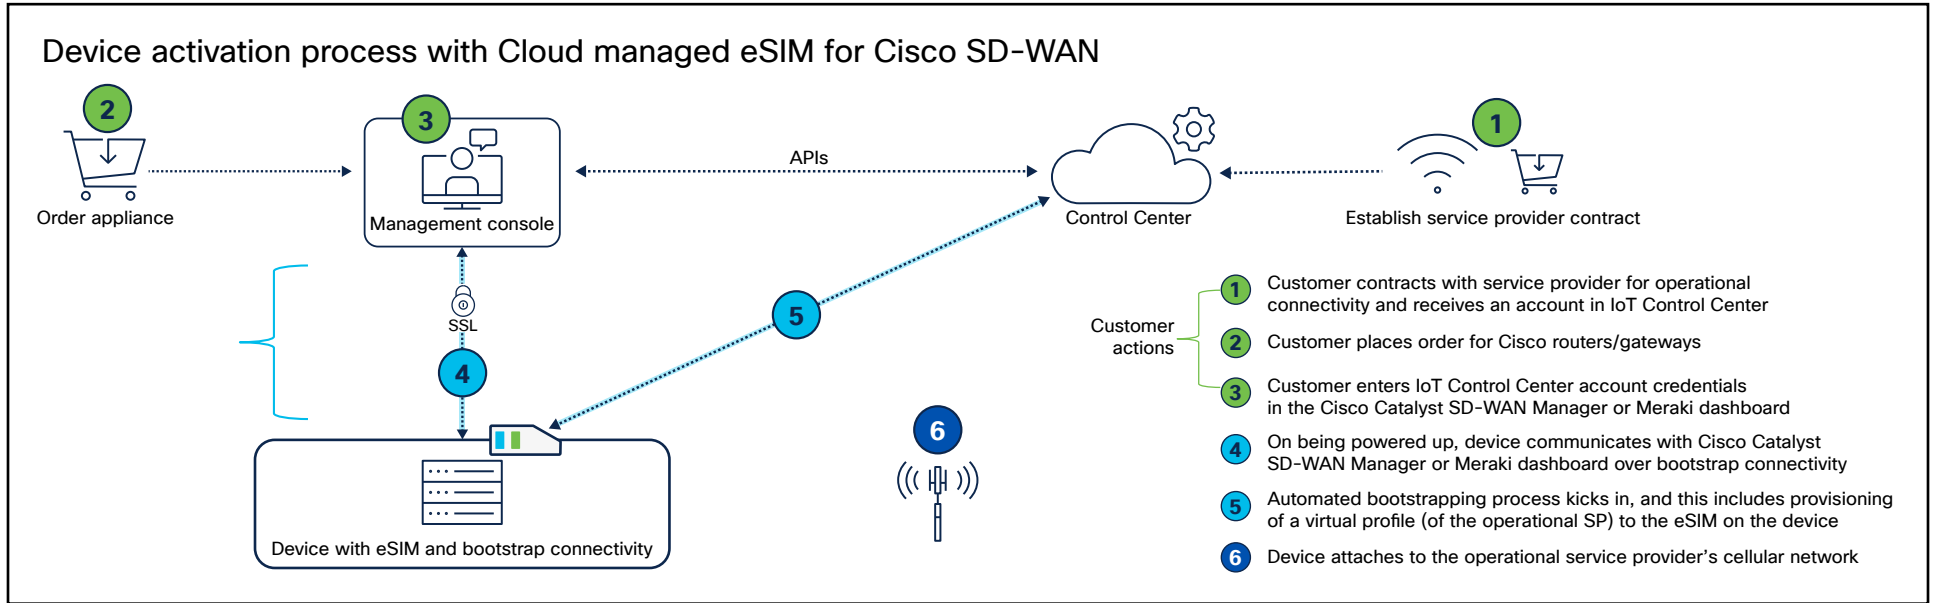 Device activation process with Cloud managed eSIM for Cisco SD-WAN
2
Order appliance
3
Management console
APIs
Control Center
1
Establish service provider contract
SSL
4
5
6
Device with eSIM and bootstrap connectivity
Customer
actions
1 Customer contracts with service provider for operational
connectivity and receives an account in IoT Control Center
2 Customer places order for Cisco routers/gateways
3 Customer enters IoT Control Center account credentials
in the Cisco Catalyst SD-WAN Manager or Meraki dashboard
4 On being powered up, device communicates with Cisco Catalyst
SD-WAN Manager or Meraki dashboard over bootstrap connectivity
5 Automated bootstrapping process kicks in, and this includes provisioning
of a virtual profile (of the operational SP) to the eSIM on the device
6 Device attaches to the operational service provider's cellular network